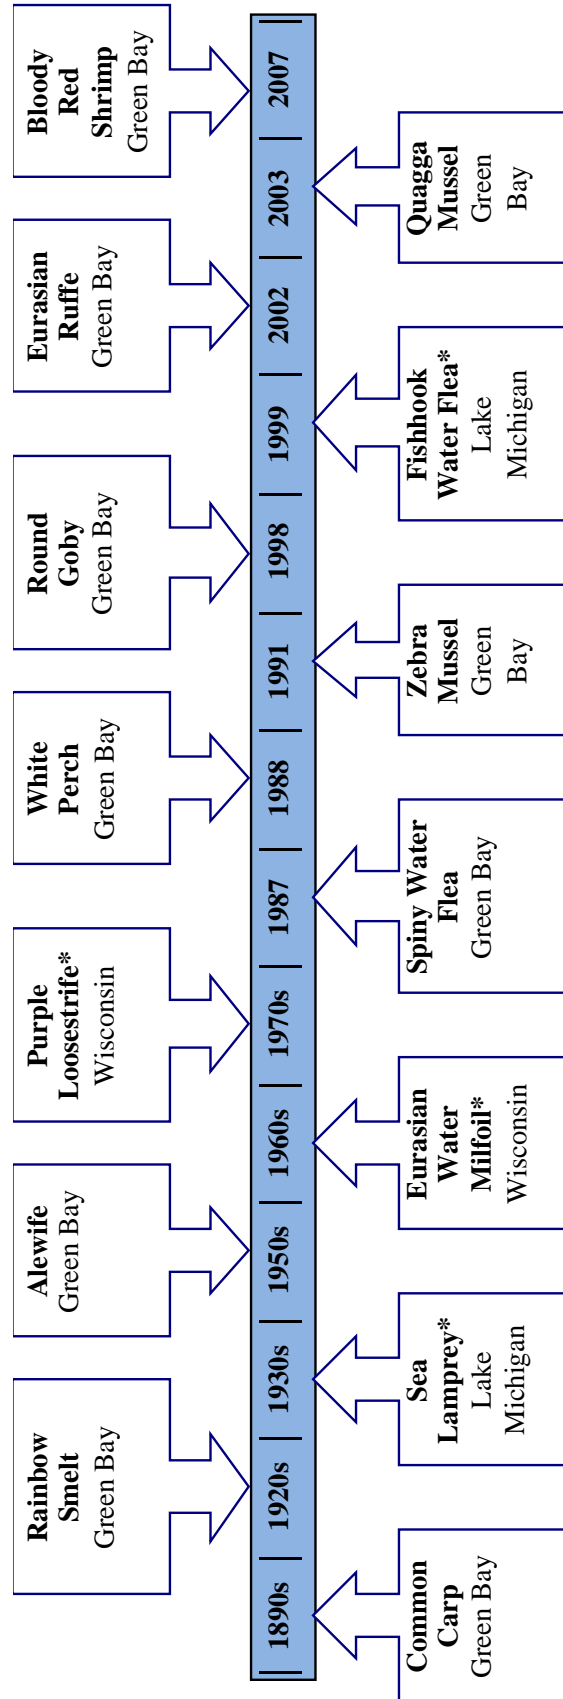 Rainbow
Smelt
Green Bay
Alewife
Green Bay
Purple
Loosestrife*
Wisconsin
White
Perch
Green Bay
Round
Goby
Green Bay
Eurasian
Ruffe
Green Bay
Bloody
Red
Shrimp
Green Bay
1890s
1920s
1930s
1950s
1960s
1970s
1987
1988
1991
1998
1999
2002
2003
2007
Common
Carp
Green Bay
Sea
Lamprey*
Lake
Michigan
Eurasian
Water
Milfoil*
Wisconsin
Spiny Water
Flea
Green Bay
Zebra
Mussel
Green
Bay
Fishhook
Water Flea*
Lake
Michigan
Quagga
Mussel
Green
Bay